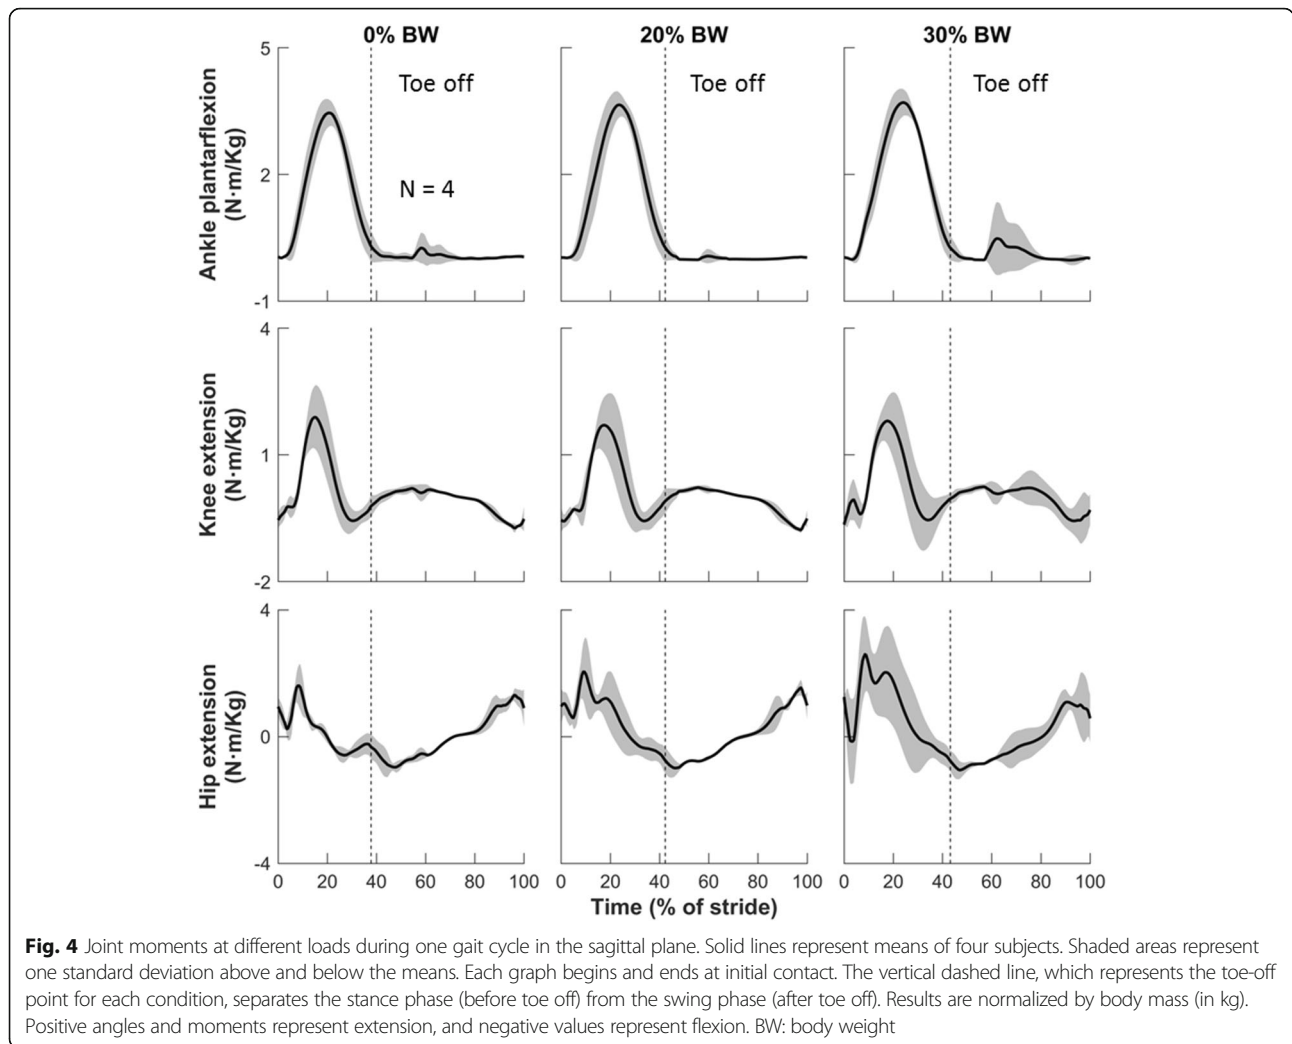 0% BW 20% BW 30% BW
5
2
-1
Ankle plantarflexion
(N·m/Kg)
Toe off
N = 4
Toe off
Toe off
4
1
-2
Knee extension
(N·m/Kg)
4
0
-4
Hip extension
(N·m/Kg)
0 20 40 60 80 100
0 20 40 60 80 100
0 20 40 60 80 100
Time (% of stride)
Fig. 4 Joint moments at different loads during one gait cycle in the sagittal plane. Solid lines represent means of four subjects. Shaded areas represent
one standard deviation above and below the means. Each graph begins and ends at initial contact. The vertical dashed line, which represents the toe-off
point for each condition, separates the stance phase (before toe off) from the swing phase (after toe off). Results are normalized by body mass (in kg).
Positive angles and moments represent extension, and negative values represent flexion. BW: body weight